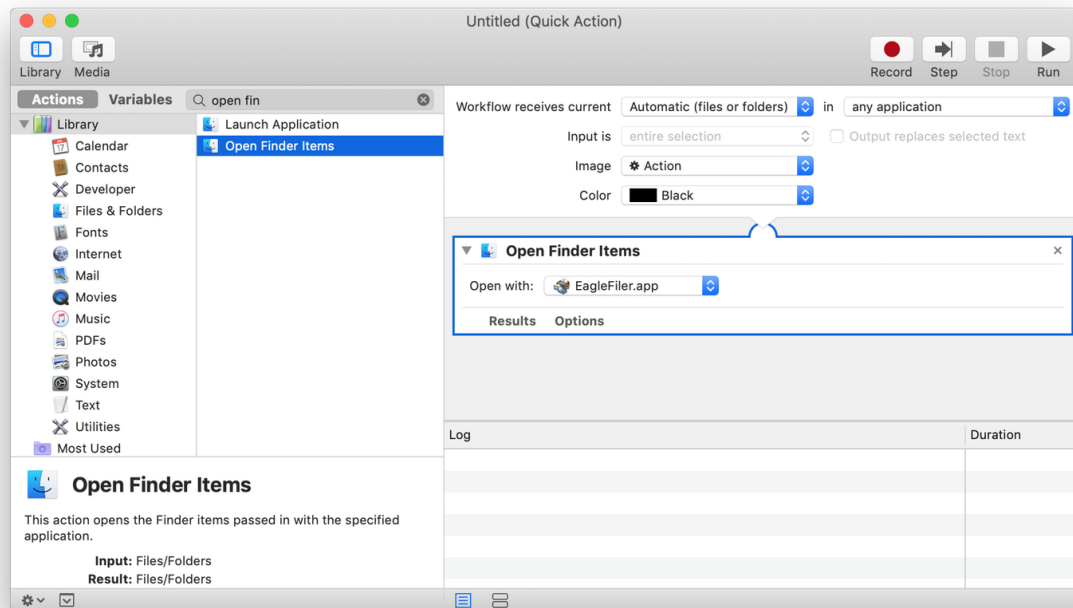 Untitled (Quick Action)
Library Media Record Step Stop Run
Actions Variables open fin
Library
Calendar
Contacts
Developer
Files & Folders
Fonts
Internet
Mail
Movies
Music
PDFs
Photos
System
Text
Utilities
Most Used
Launch Application
Open Finder Items
Workflow receives current Automatic (files or folders) in any application
Input is entire selection Output replaces selected text
Image Action
Color Black
Open Finder Items
Open with: EagleFiler.app
Results Options
Log Duration
Open Finder Items
This action opens the Finder items passed in with the specified
application.
Input: Files/Folders
Result: Files/Folders